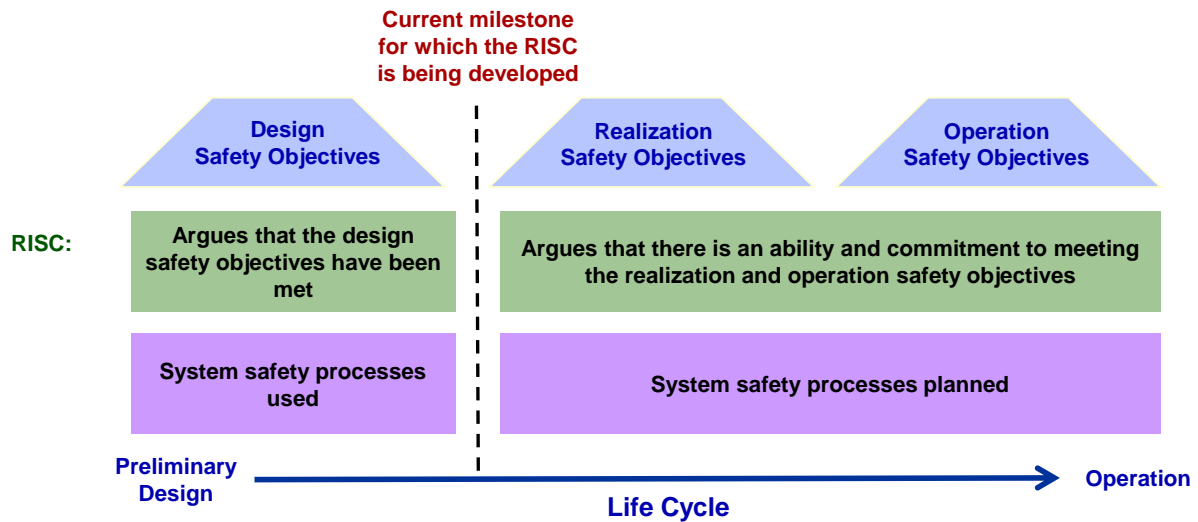 Current milestone
for which the RISC
is being developed
Design
Safety Objectives
Realization
Safety Objectives
Operation
Safety Objectives
RISC:
Argues that the design
safety objectives have been
met
Argues that there is an ability and commitment to meeting
the realization and operation safety objectives
System safety processes
used
System safety processes planned
Preliminary
Design
Life Cycle
Operation